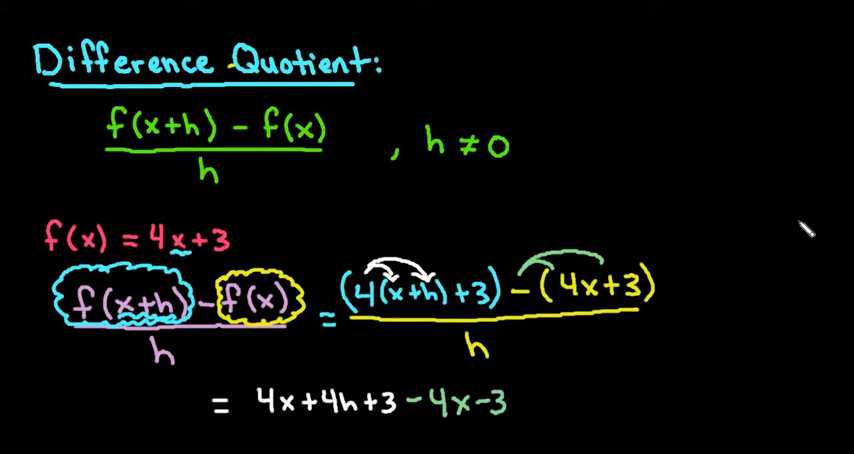 Difference Quotient:
f(x+h) - f(x)
h
, h ≠ 0
f(x) = 4x+3
f(x+h) - f(x) = (4(x+h)+3) - (4x+3)
h h
= 4x+4h+3 -4x-3